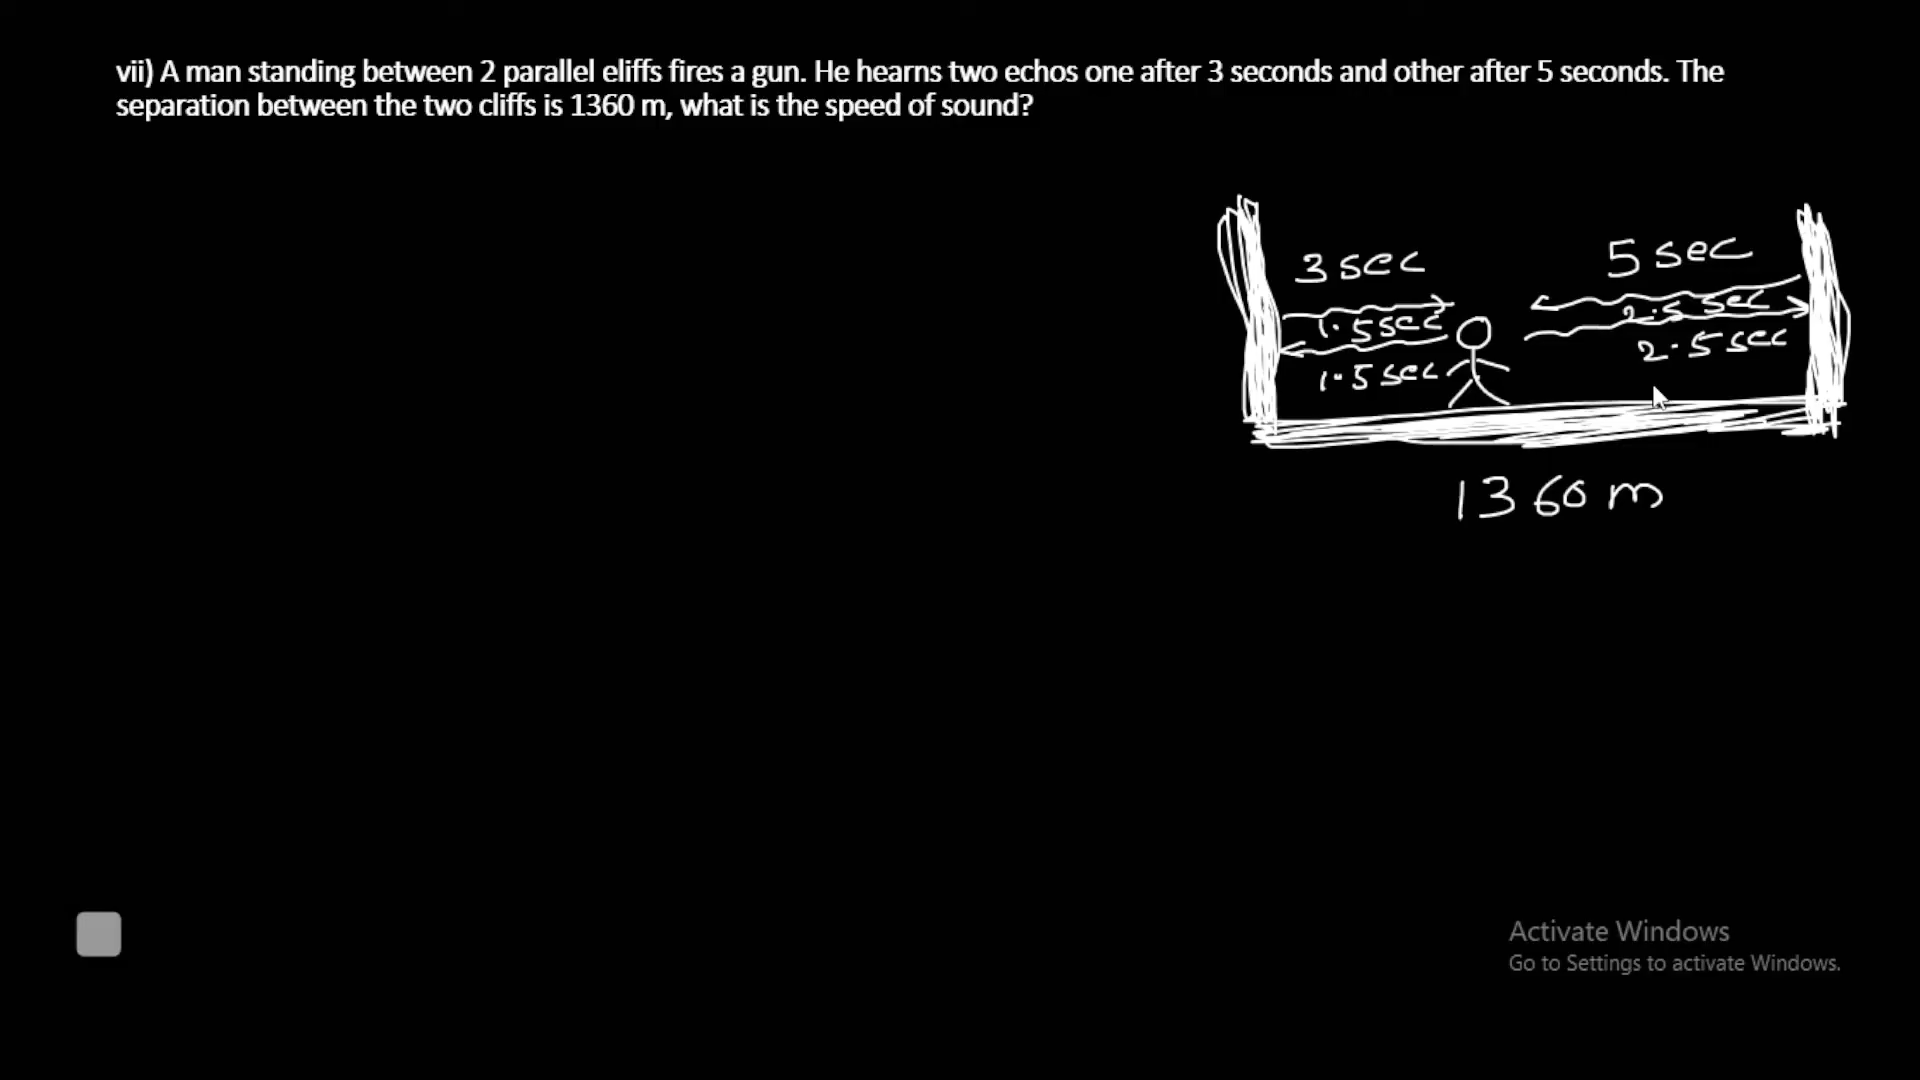 vii) A man standing between 2 parallel eliffs fires a gun. He hearns two echos one after 3 seconds and other after 5 seconds. The
separation between the two cliffs is 1360 m, what is the speed of sound?
3 sec
5 sec
1.5 sec
2.5 sec
1.5 sec
2.5 sec
1360 m
Activate Windows
Go to Settings to activate Windows.